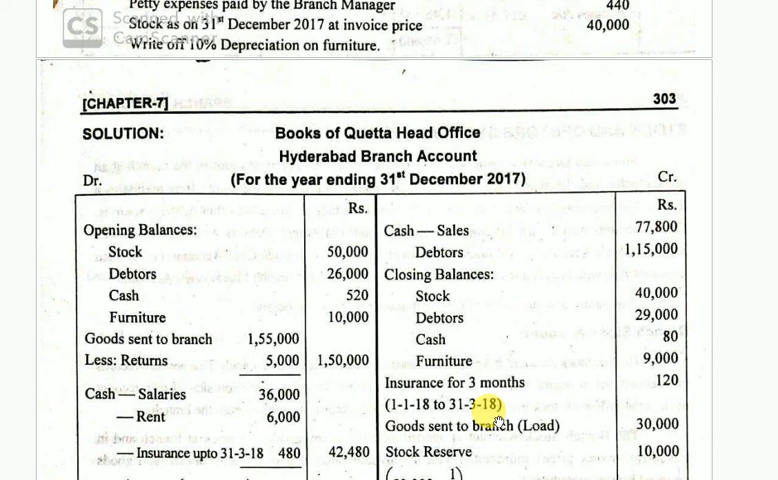 Petty expenses paid by the Branch Manager 440
Stock as on 31st December 2017 at invoice price 40,000
Write off 10% Depreciation on furniture.
CS Scanned with
CamScanner
[CHAPTER-7] 303
SOLUTION: Books of Quetta Head Office
Hyderabad Branch Account
Dr. (For the year ending 31st December 2017) Cr.
Rs. Rs.
Opening Balances: Cash — Sales 77,800
Stock 50,000 Debtors 1,15,000
Debtors 26,000 Closing Balances:
Cash 520 Stock 40,000
Furniture 10,000 Debtors 29,000
Goods sent to branch 1,55,000 Cash 80
Less: Returns 5,000 1,50,000 Furniture 9,000
Cash — Salaries 36,000 Insurance for 3 months 120
— Rent 6,000 (1-1-18 to 31-3-18)
Goods sent to branch (Load) 30,000
— Insurance upto 31-3-18 480 42,480 Stock Reserve 10,000